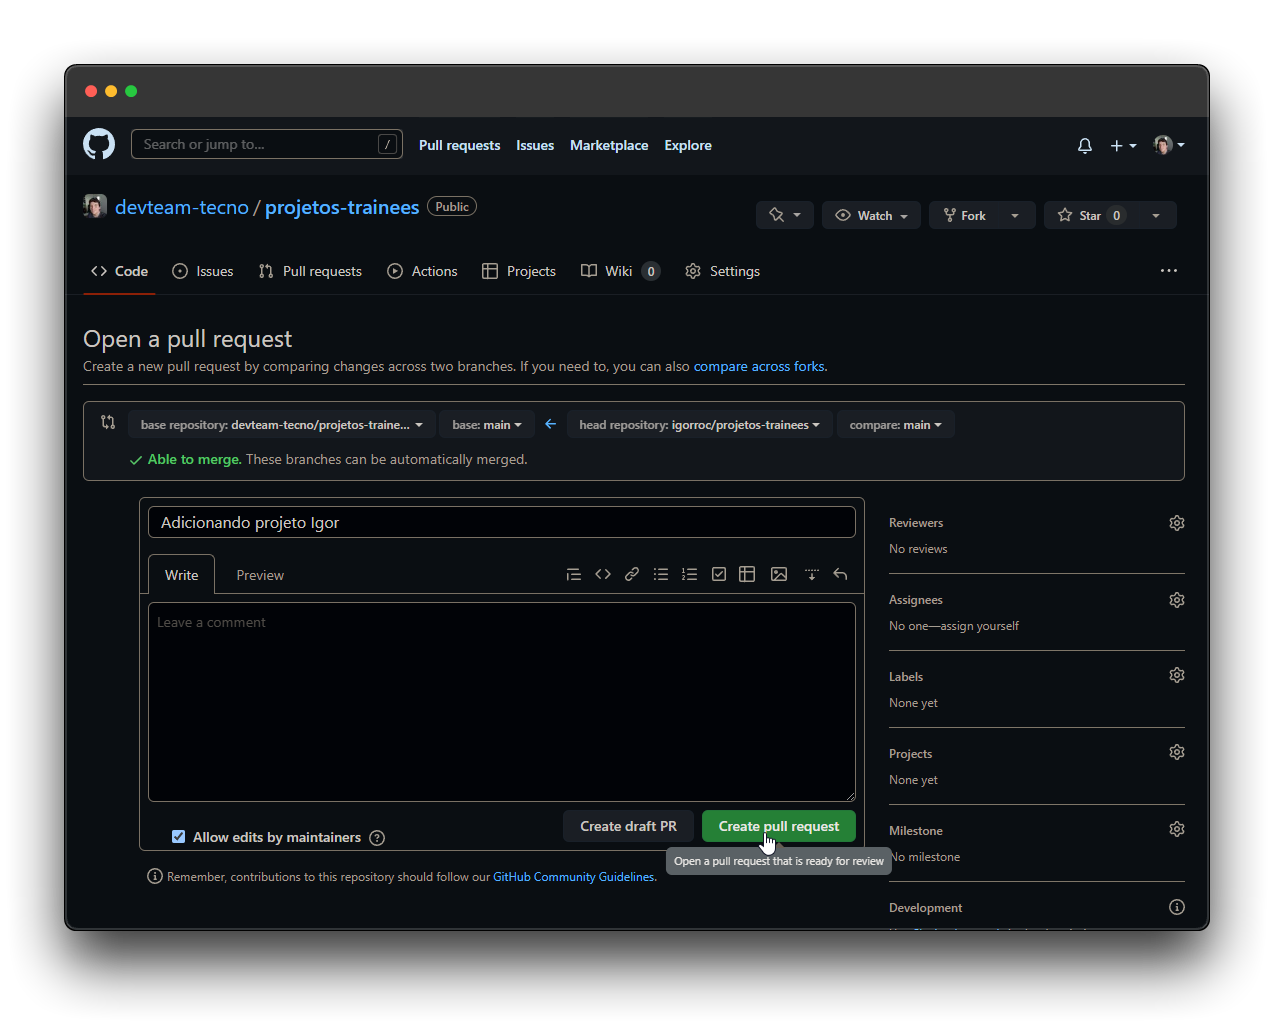 Search or jump to... /
Pull requests Issues Marketplace Explore
devteam-tecno / projetos-trainees Public
Watch Fork Star 0
Code Issues Pull requests Actions Projects Wiki 0 Settings
Open a pull request
Create a new pull request by comparing changes across two branches. If you need to, you can also compare across forks.
base repository: devteam-tecno/projetos-traine... base: main head repository: igorroc/projetos-trainees compare: main
Able to merge. These branches can be automatically merged.
Adicionando projeto Igor
Write Preview
Leave a comment
Allow edits by maintainers
Create draft PR Create pull request
Open a pull request that is ready for review
Remember, contributions to this repository should follow our GitHub Community Guidelines.
Reviewers
No reviews
Assignees
No one—assign yourself
Labels
None yet
Projects
None yet
Milestone
No milestone
Development